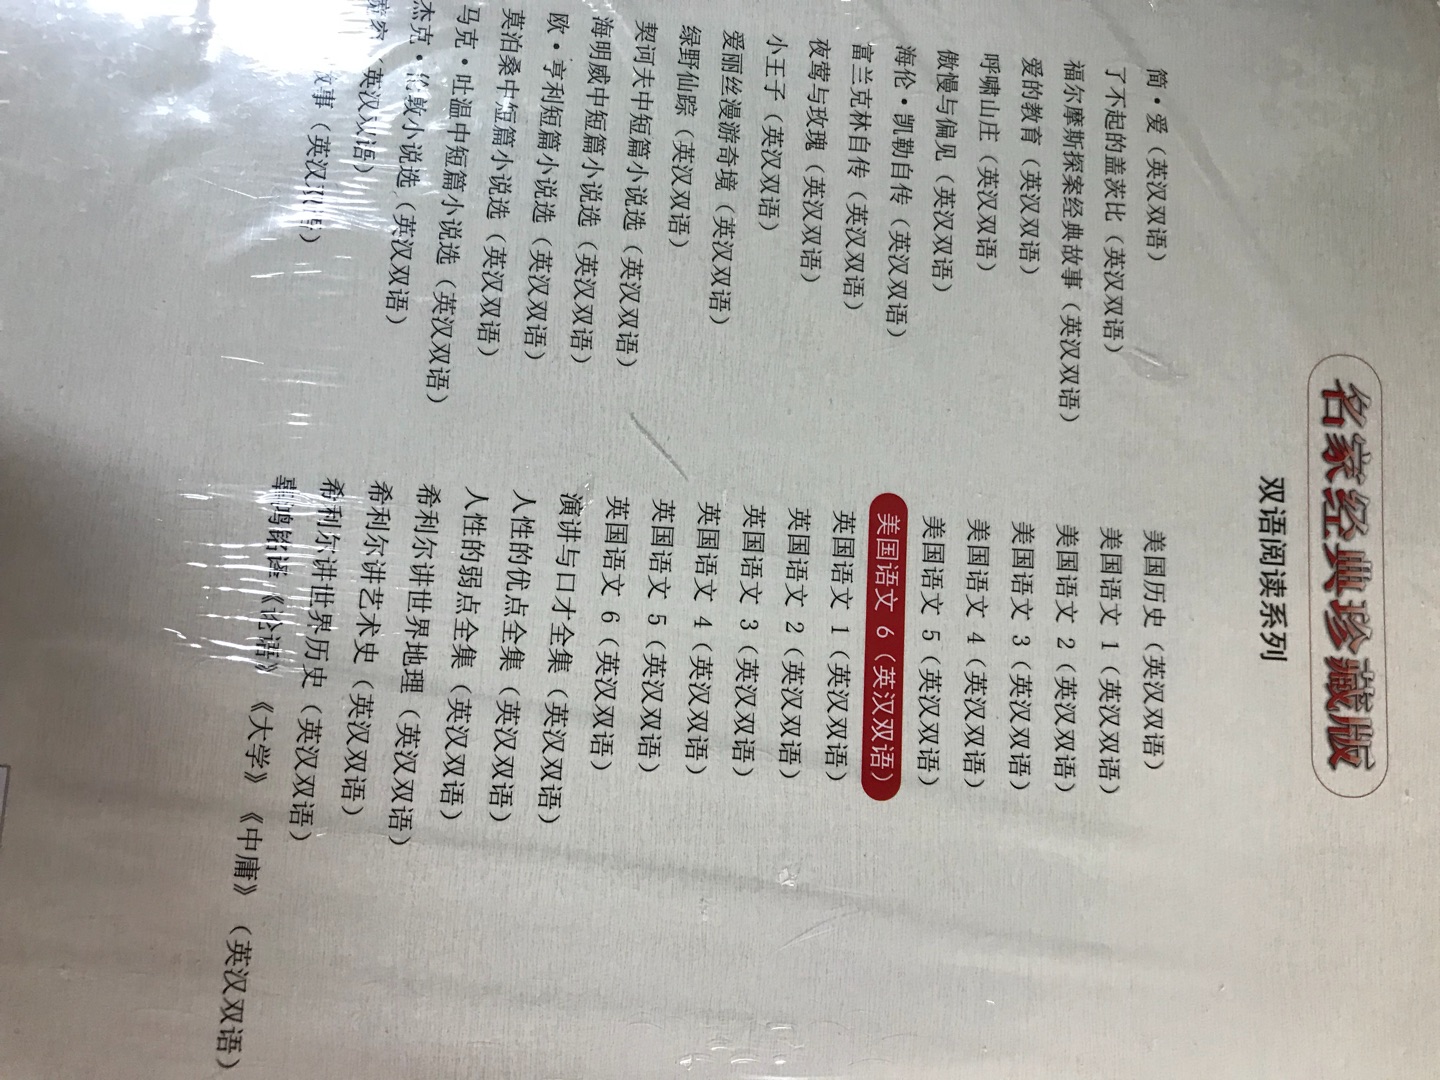 名家经典珍藏版
双语阅读系列
简·爱（英汉双语）
了不起的盖茨比（英汉双语）
福尔摩斯探案经典故事（英汉双语）
爱的教育（英汉双语）
呼啸山庄（英汉双语）
傲慢与偏见（英汉双语）
海伦·凯勒自传（英汉双语）
富兰克林自传（英汉双语）
夜莺与玫瑰（英汉双语）
小王子（英汉双语）
爱丽丝漫游奇境（英汉双语）
绿野仙踪（英汉双语）
契诃夫中短篇小说选（英汉双语）
海明威中短篇小说选（英汉双语）
欧·亨利短篇小说选（英汉双语）
莫泊桑中短篇小说选（英汉双语）
马克·吐温中短篇小说选（英汉双语）
杰克·伦敦小说选（英汉双语）
（英汉双语）
故事（英汉双语）
美国历史（英汉双语）
美国语文 1（英汉双语）
美国语文 2（英汉双语）
美国语文 3（英汉双语）
美国语文 4（英汉双语）
美国语文 5（英汉双语）
美国语文 6（英汉双语）
英国语文 1（英汉双语）
英国语文 2（英汉双语）
英国语文 3（英汉双语）
英国语文 4（英汉双语）
英国语文 5（英汉双语）
英国语文 6（英汉双语）
演讲与口才全集（英汉双语）
人性的优点全集（英汉双语）
人性的弱点全集（英汉双语）
希利尔讲世界地理（英汉双语）
希利尔讲艺术史（英汉双语）
希利尔讲世界历史（英汉双语）
辜鸿铭译《论语》《大学》《中庸》（英汉双语）